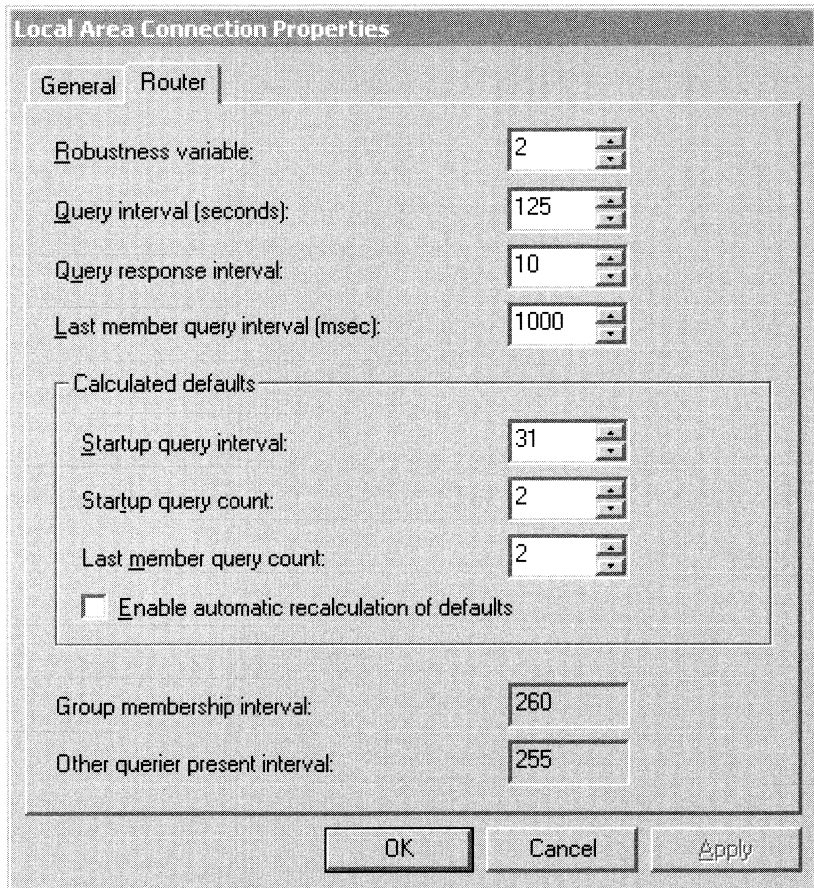 Local Area Connection Properties
General Router
Robustness variable: 2
Query interval (seconds): 125
Query response interval: 10
Last member query interval (msec): 1000
Calculated defaults
Startup query interval: 31
Startup query count: 2
Last member query count: 2
Enable automatic recalculation of defaults
Group membership interval: 260
Other querier present interval: 255
OK Cancel Apply